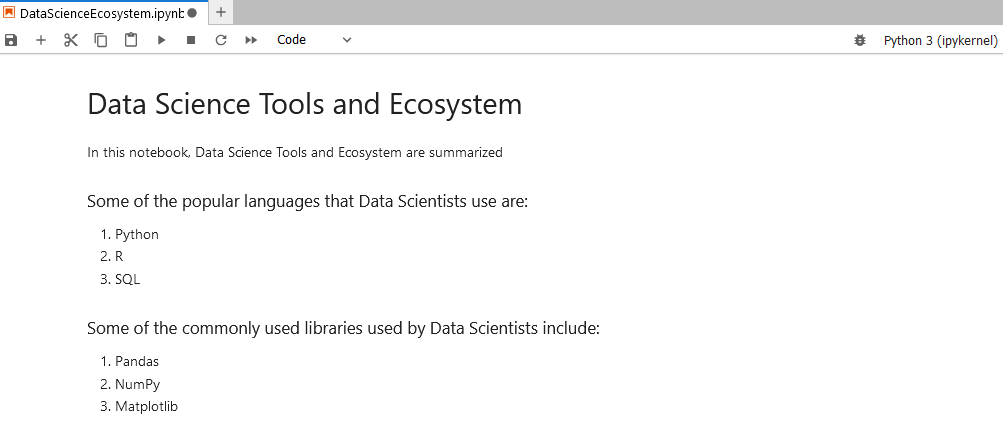 DataScienceEcosystem.ipynb
Code
Python 3 (ipykernel)
Data Science Tools and Ecosystem
In this notebook, Data Science Tools and Ecosystem are summarized
Some of the popular languages that Data Scientists use are:
1. Python
2. R
3. SQL
Some of the commonly used libraries used by Data Scientists include:
1. Pandas
2. NumPy
3. Matplotlib